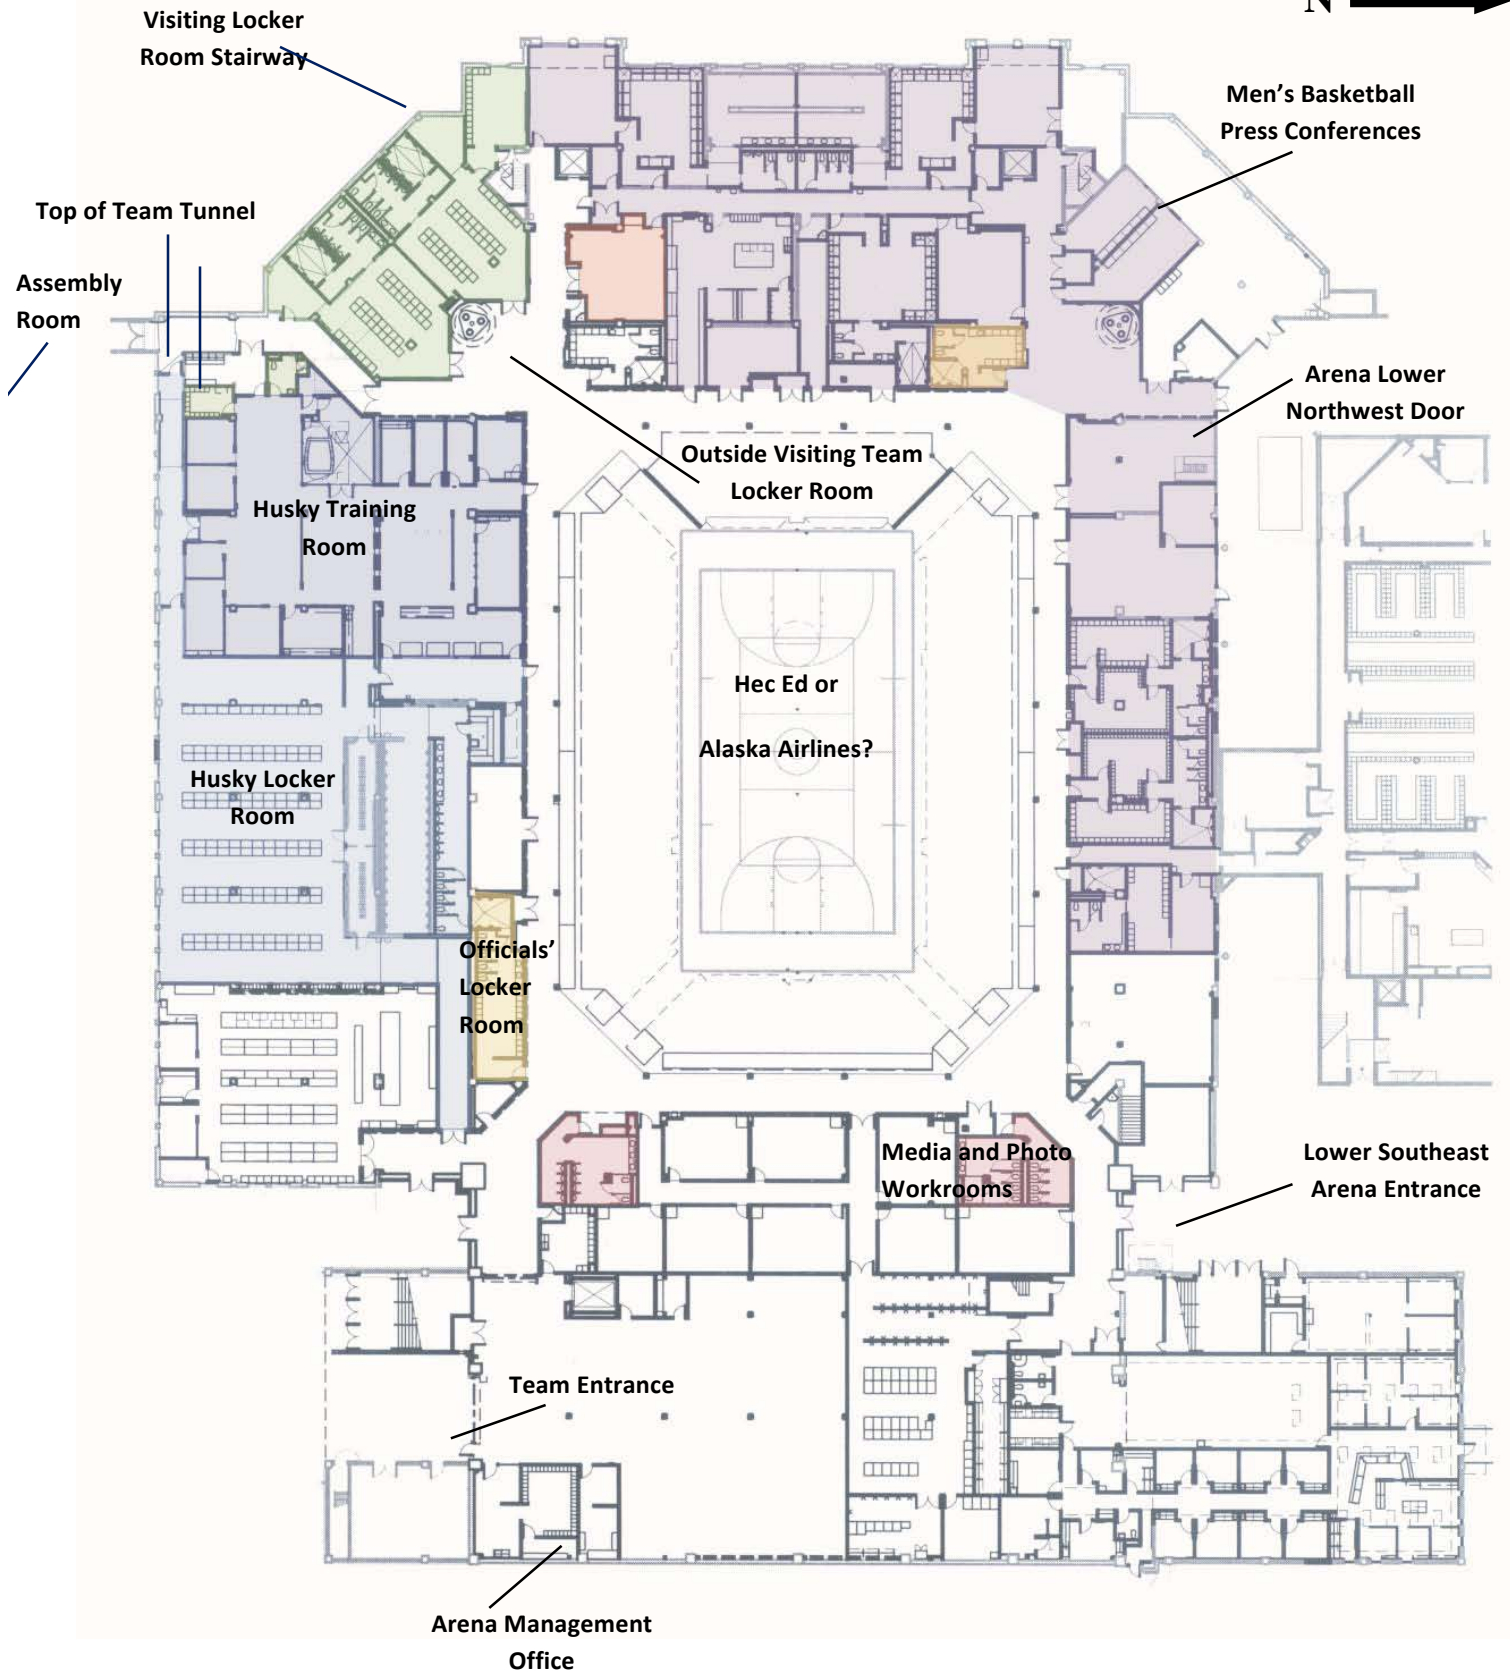 N
Visiting Locker
Room Stairway
Men's Basketball
Press Conferences
Top of Team Tunnel
Assembly
Room
Arena Lower
Northwest Door
Outside Visiting Team
Locker Room
Husky Training
Room
Hec Ed or
Alaska Airlines?
Husky Locker
Room
Officials'
Locker
Room
Media and Photo
Workrooms
Lower Southeast
Arena Entrance
Team Entrance
Arena Management
Office